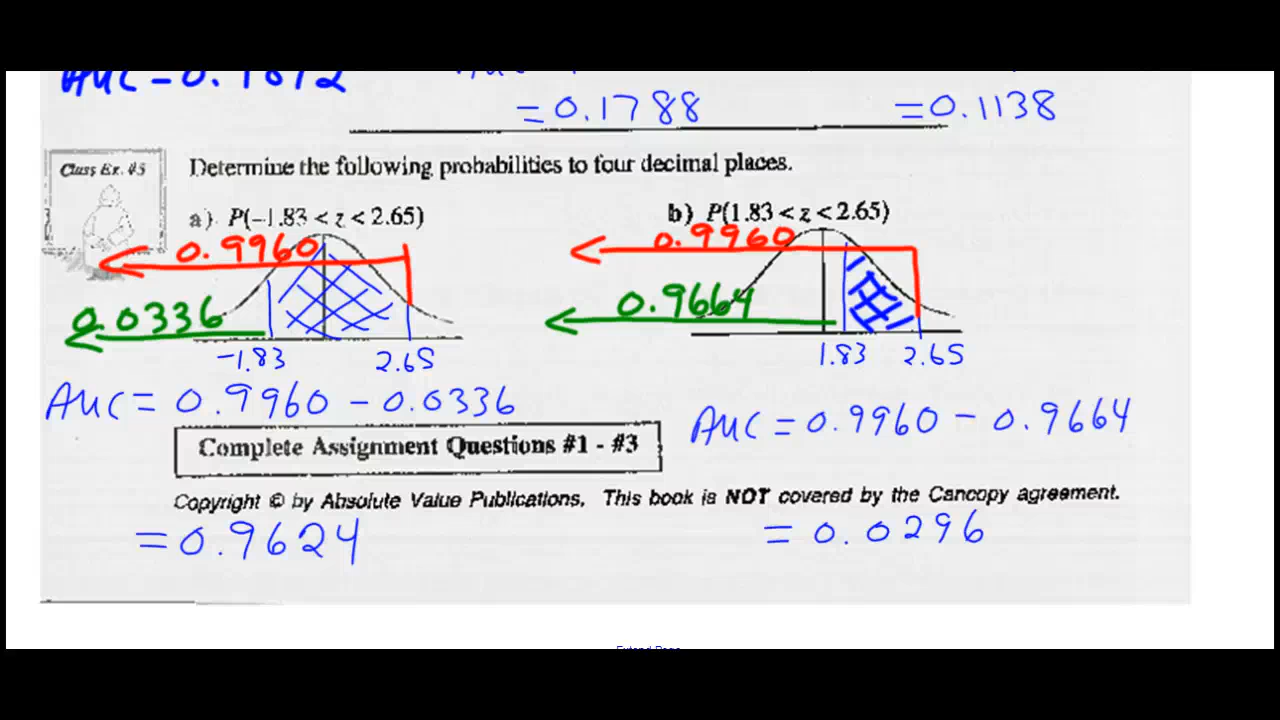 AUC = 0.1612
= 0.1788
= 0.1138
Class Ex. #5
Determine the following probabilities to four decimal places.
a) P(-1.83 < z < 2.65)
b) P(1.83 < z < 2.65)
0.9960
0.9960
0.0336
0.9664
-1.83
2.65
1.83
2.65
AUC = 0.9960 - 0.0336
AUC = 0.9960 - 0.9664
Complete Assignment Questions #1 - #3
Copyright © by Absolute Value Publications. This book is NOT covered by the Cancopy agreement.
= 0.9624
= 0.0296